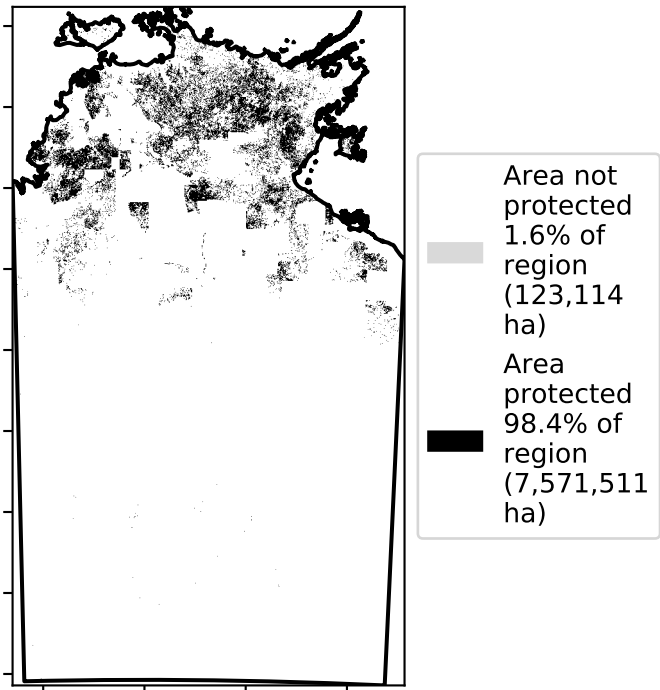 Area not
protected
1.6% of
region
(123,114
ha)
Area
protected
98.4% of
region
(7,571,511
ha)